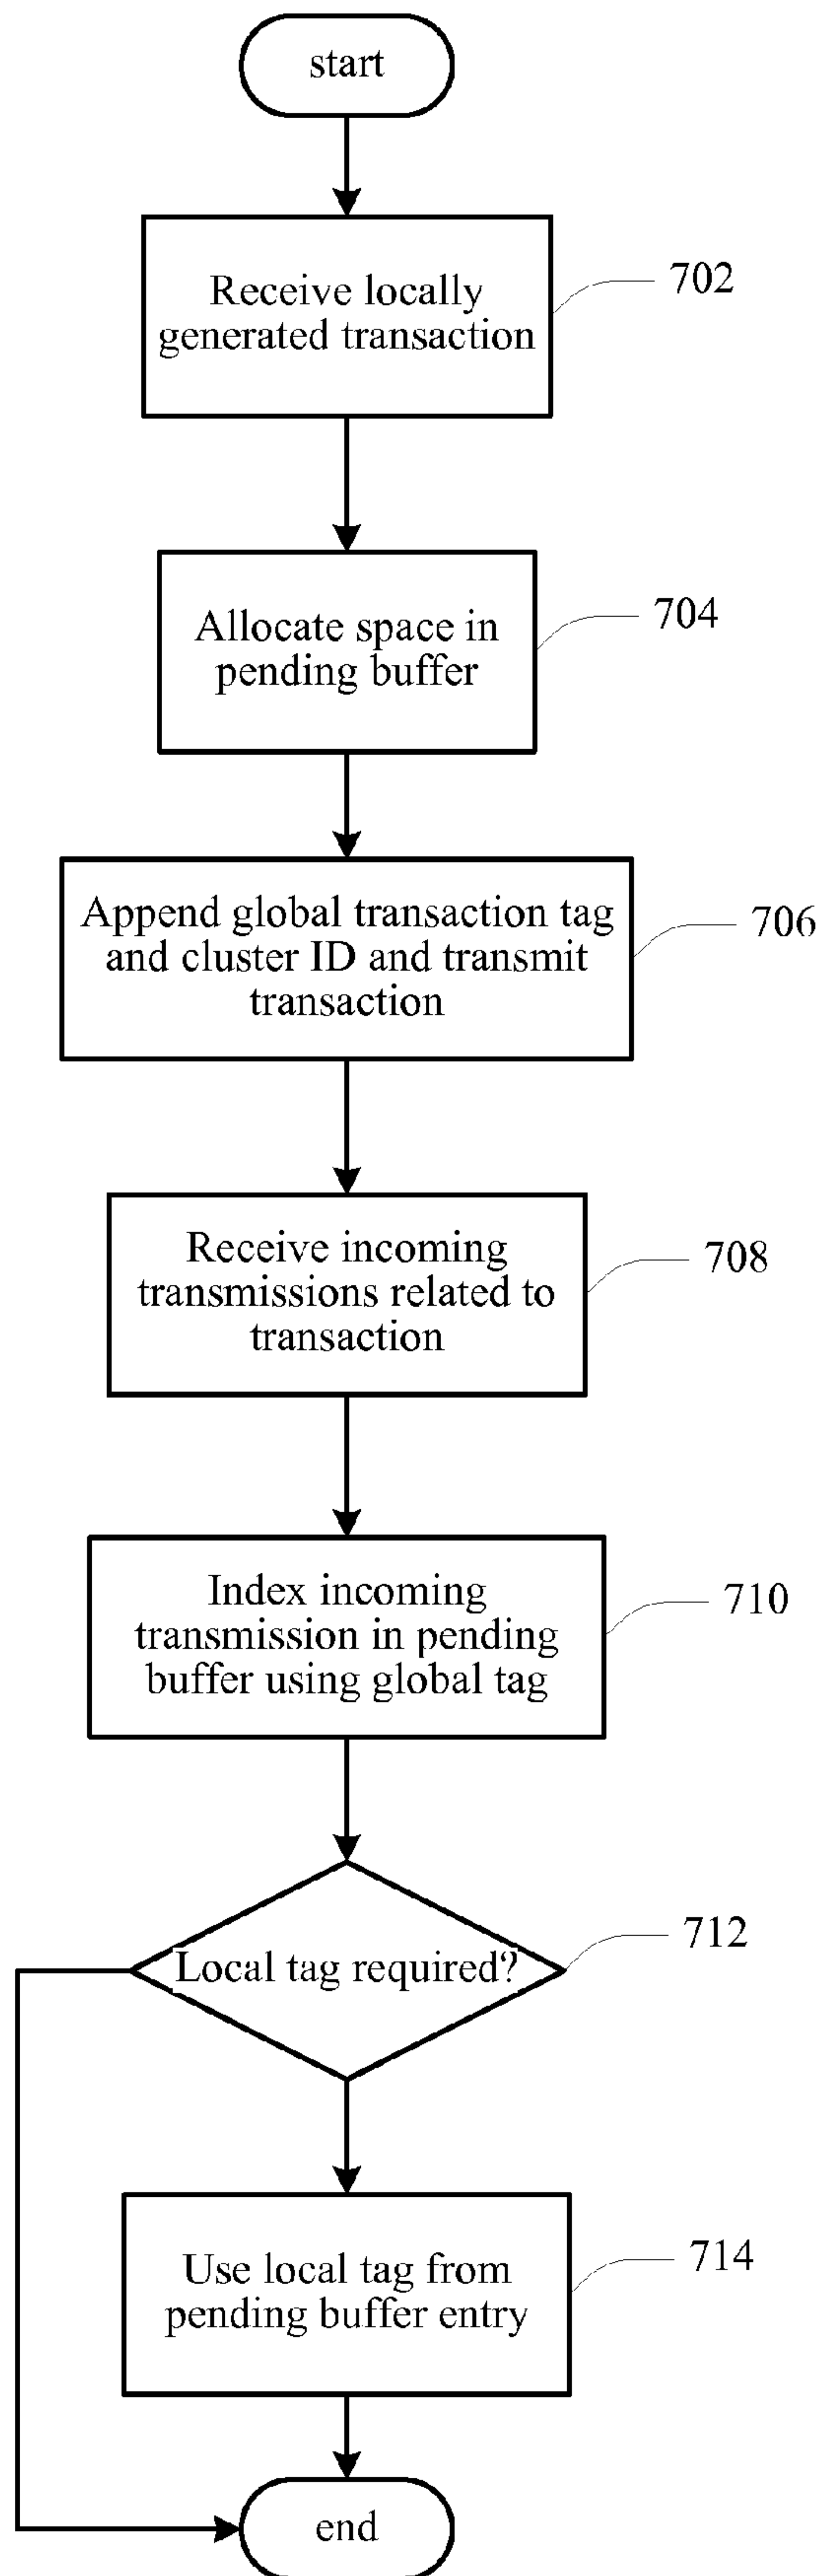 start
Receive locally
generated transaction
702
Allocate space in
pending buffer
704
Append global transaction tag
and cluster ID and transmit
transaction
706
Receive incoming
transmissions related to
transaction
708
Index incoming
transmission in pending
buffer using global tag
710
Local tag required?
712
Use local tag from
pending buffer entry
714
end